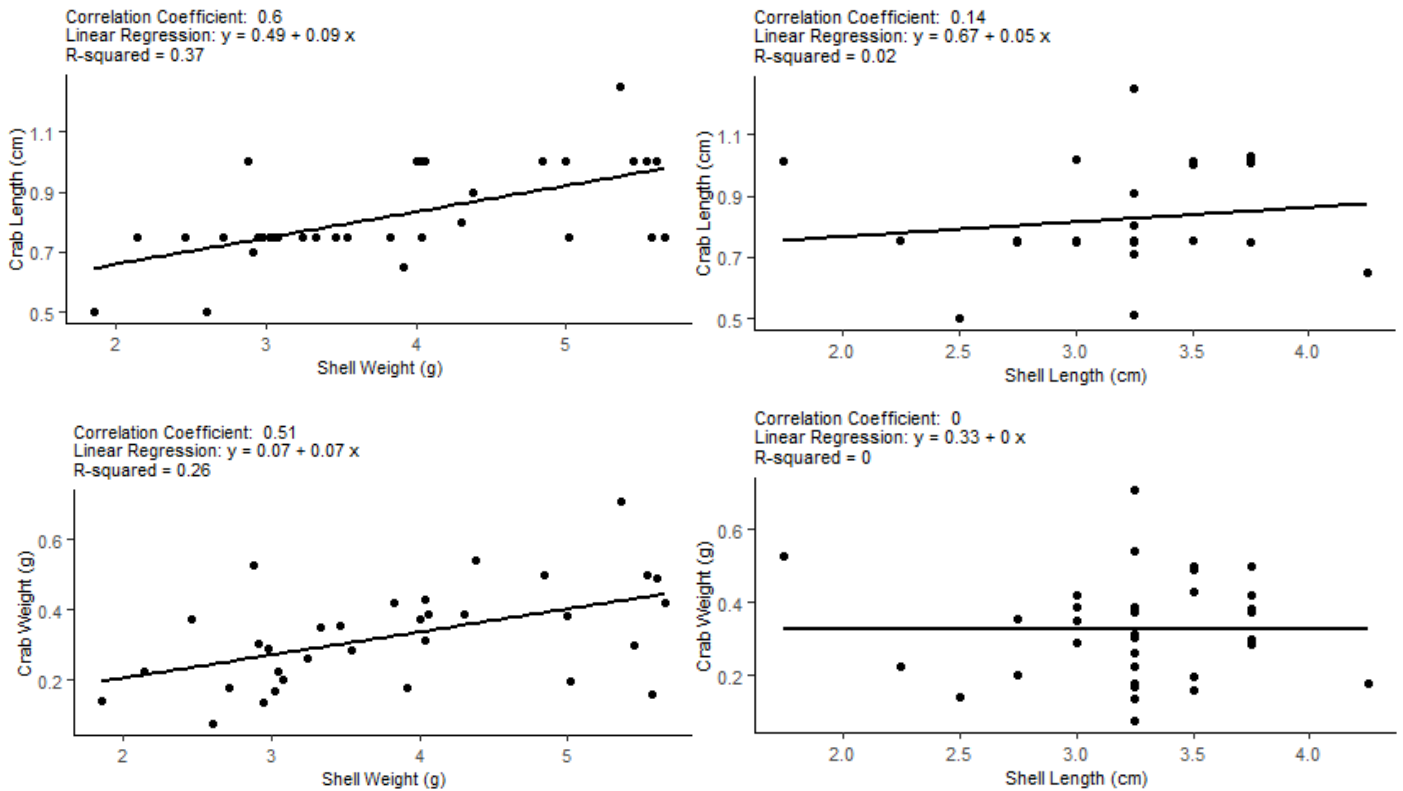 Correlation Coefficient:  0.6
Linear Regression: y = 0.49 + 0.09 x
R-squared = 0.37
Crab Length (cm)
1.1
0.9
0.7
0.5
2 3 4 5
Shell Weight (g)
Correlation Coefficient:  0.14
Linear Regression: y = 0.67 + 0.05 x
R-squared = 0.02
Crab Length (cm)
1.1
0.9
0.7
0.5
2.0 2.5 3.0 3.5 4.0
Shell Length (cm)
Correlation Coefficient:  0.51
Linear Regression: y = 0.07 + 0.07 x
R-squared = 0.26
Crab Weight (g)
0.6
0.4
0.2
2 3 4 5
Shell Weight (g)
Correlation Coefficient:  0
Linear Regression: y = 0.33 + 0 x
R-squared = 0
Crab Weight (g)
0.6
0.4
0.2
2.0 2.5 3.0 3.5 4.0
Shell Length (cm)